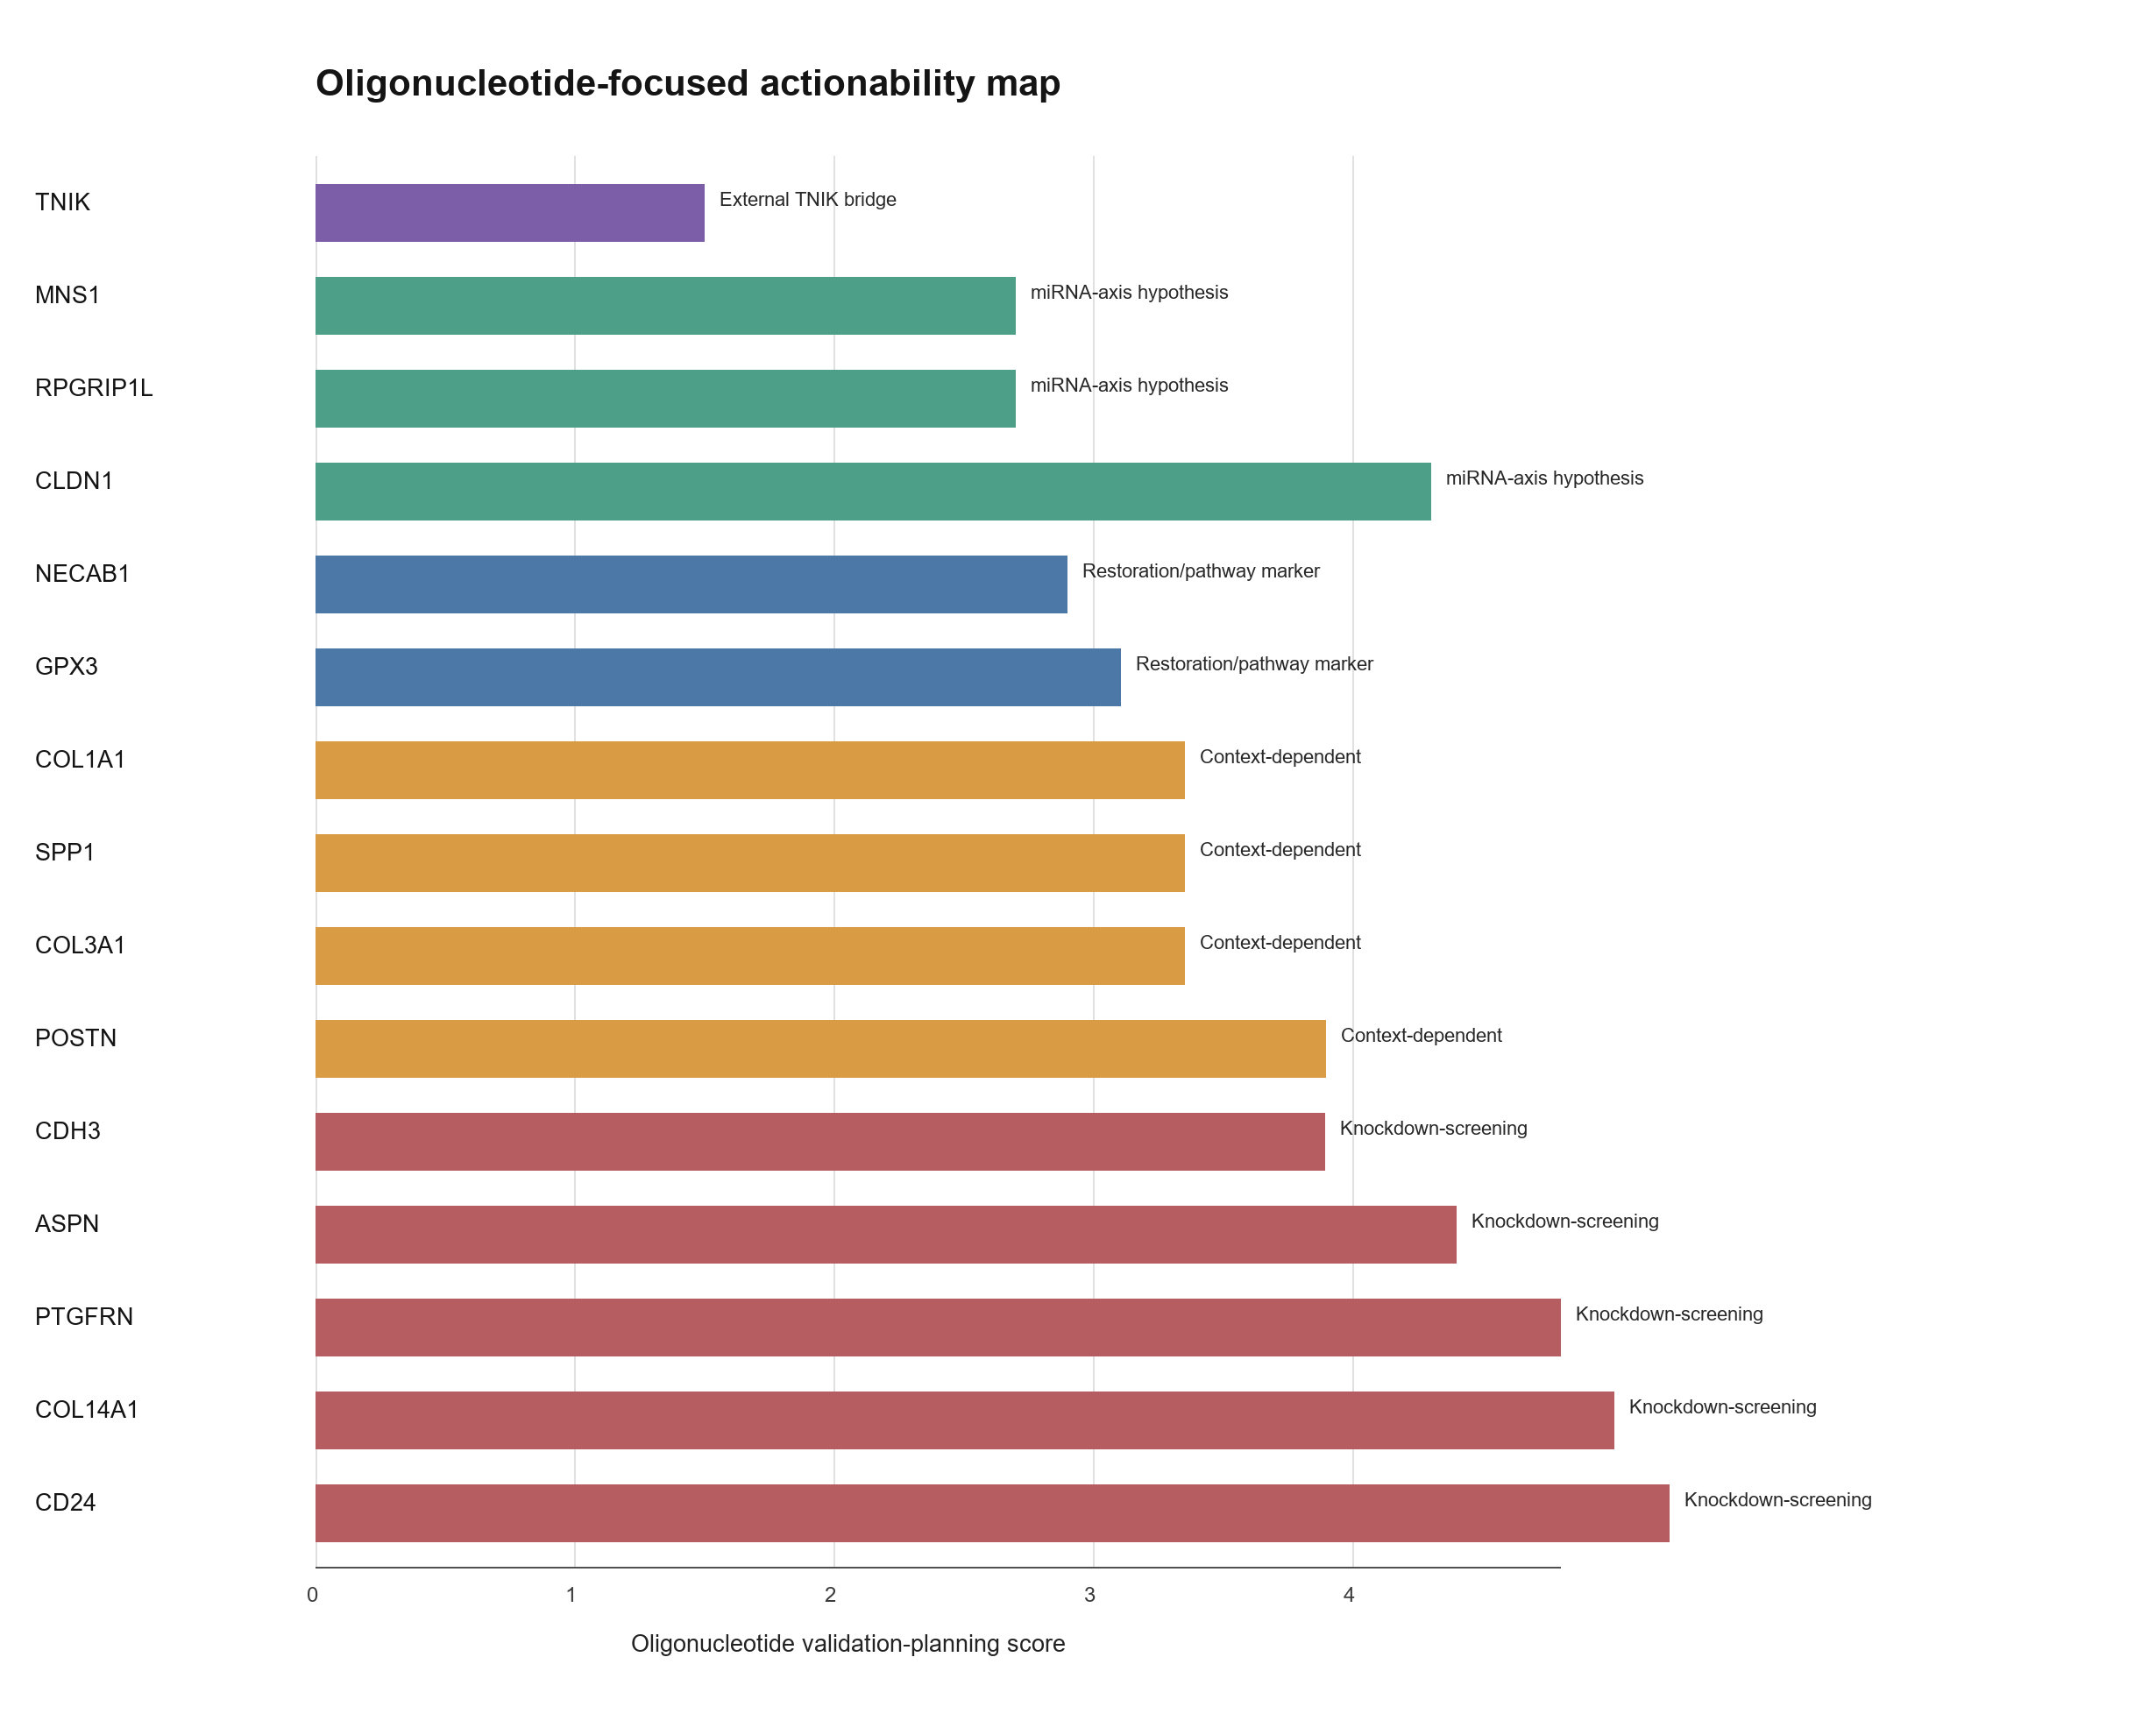 Oligonucleotide-focused actionability map
TNIK External TNIK bridge
MNS1 miRNA-axis hypothesis
RPGRIP1L miRNA-axis hypothesis
CLDN1 miRNA-axis hypothesis
NECAB1 Restoration/pathway marker
GPX3 Restoration/pathway marker
COL1A1 Context-dependent
SPP1 Context-dependent
COL3A1 Context-dependent
POSTN Context-dependent
CDH3 Knockdown-screening
ASPN Knockdown-screening
PTGFRN Knockdown-screening
COL14A1 Knockdown-screening
CD24 Knockdown-screening
0 1 2 3 4
Oligonucleotide validation-planning score